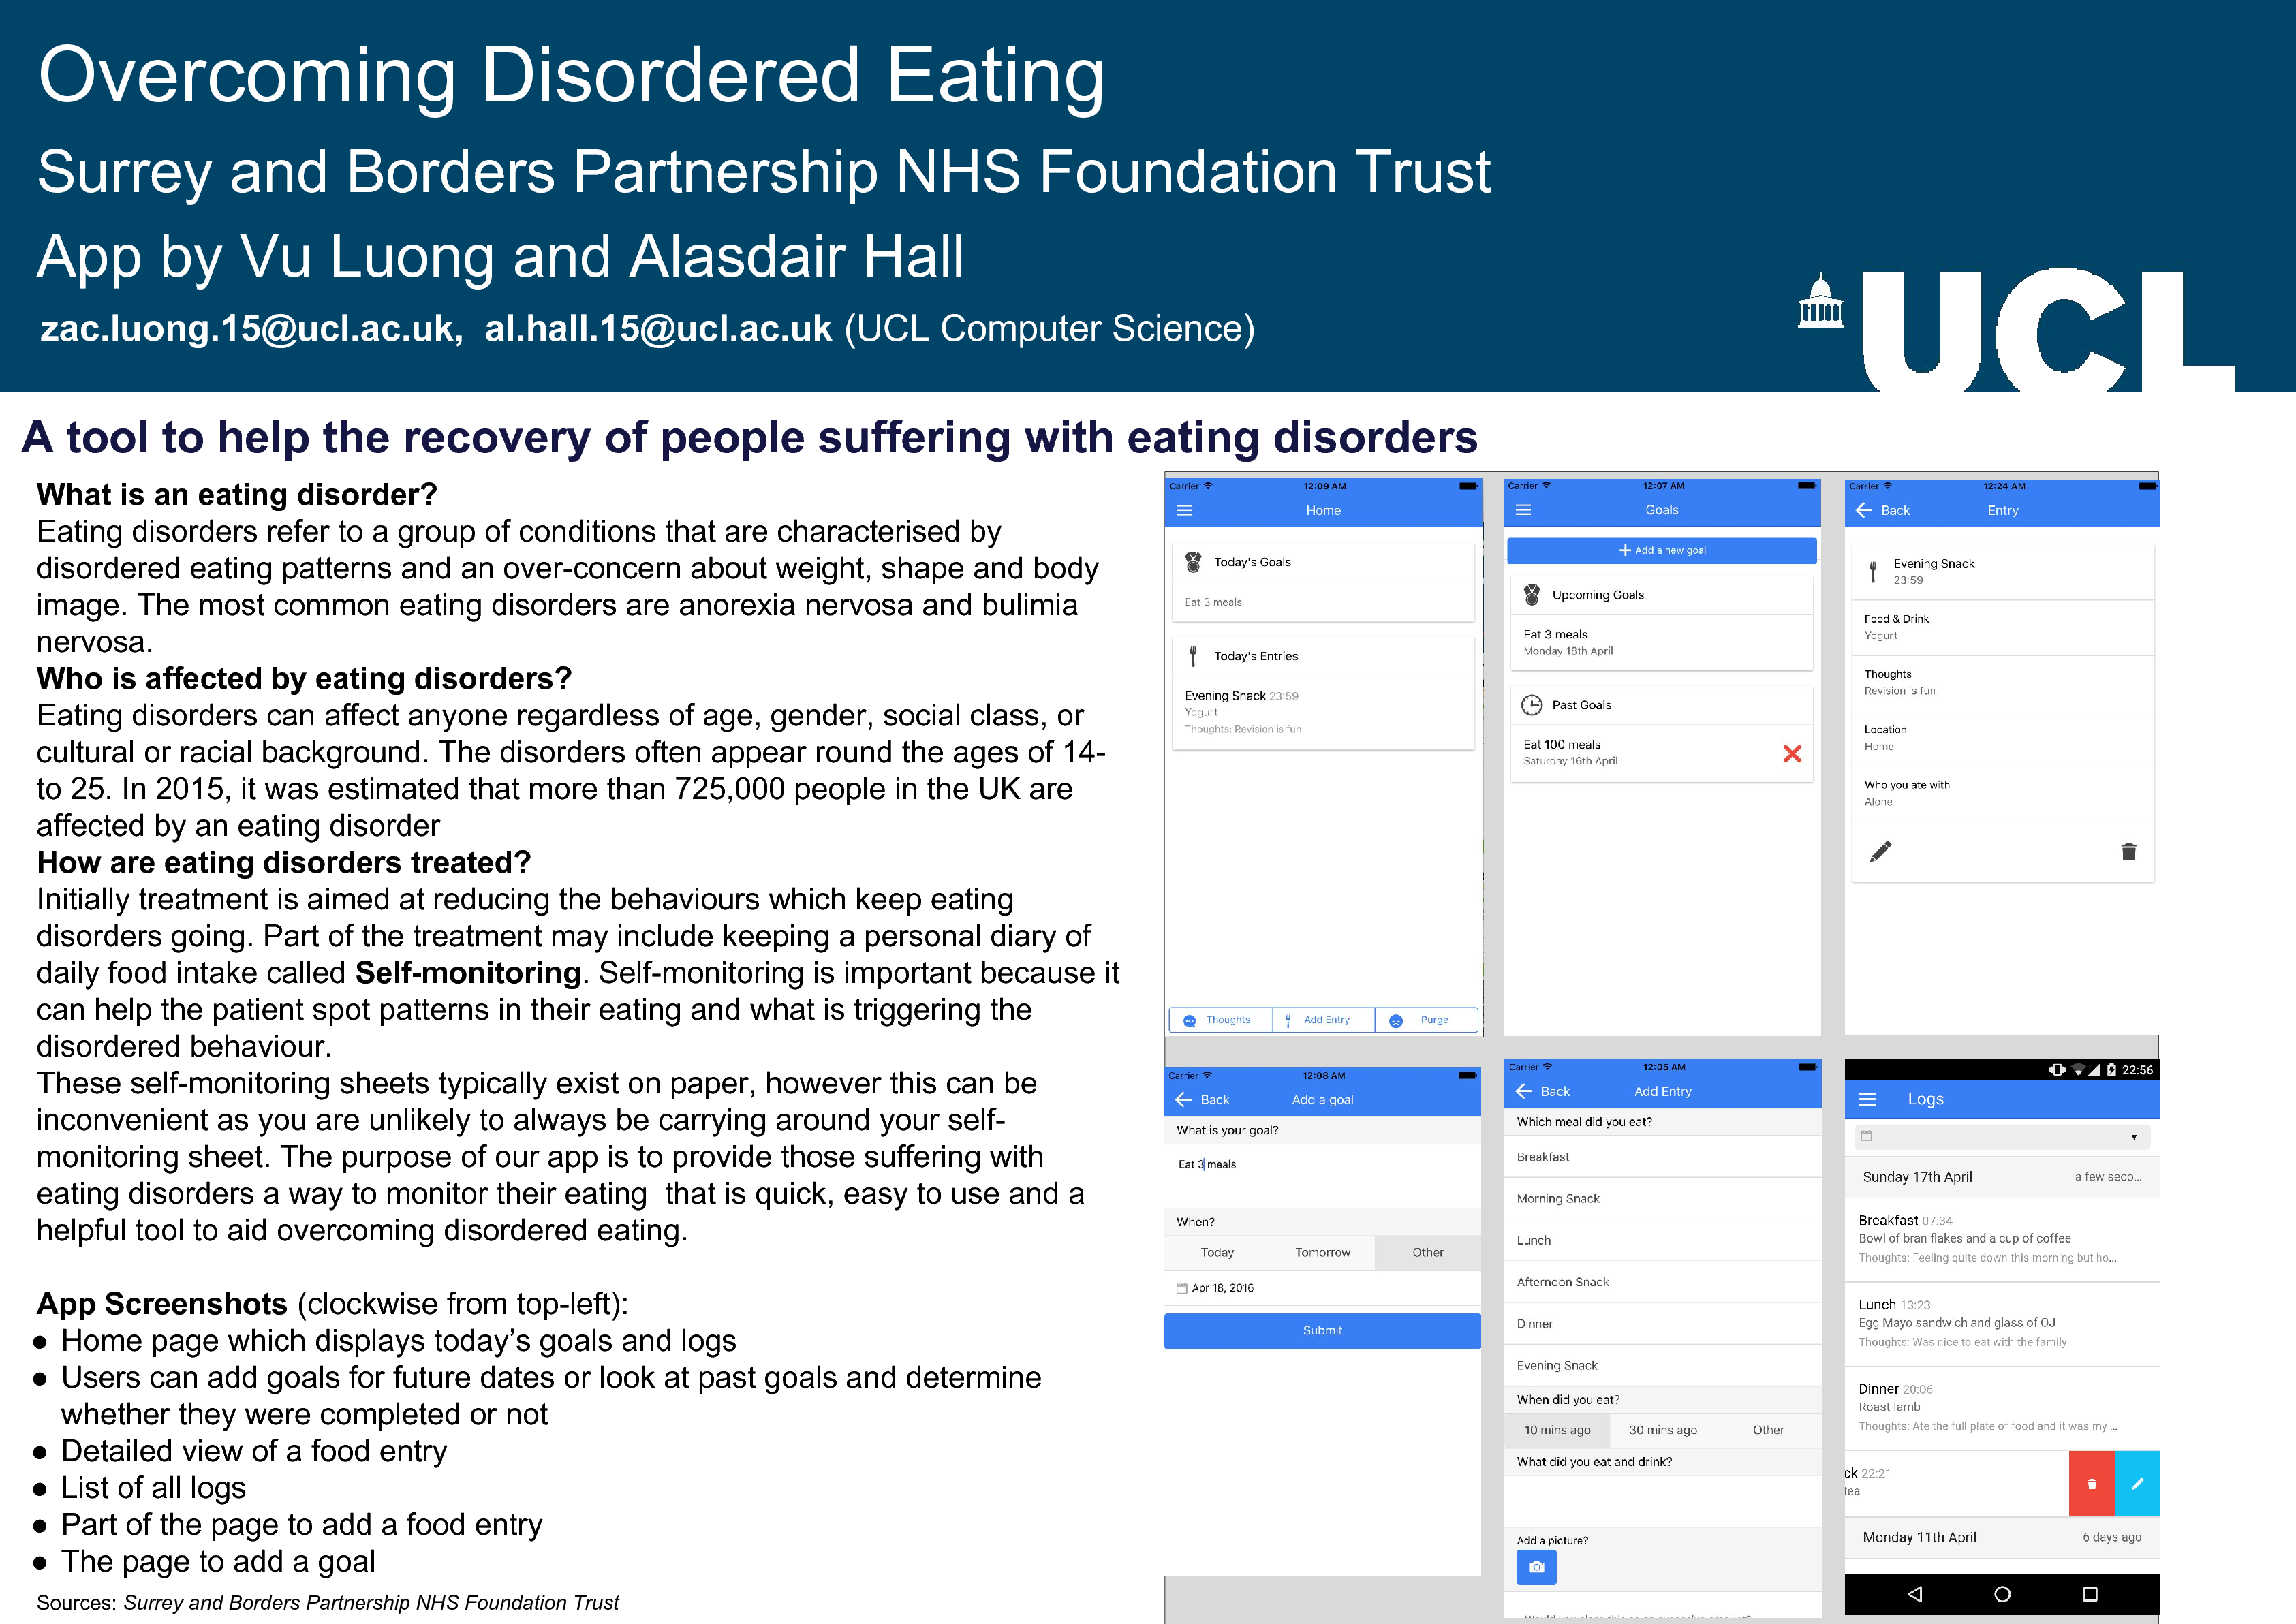 Overcoming Disordered Eating
Surrey and Borders Partnership NHS Foundation Trust
App by Vu Luong and Alasdair Hall
zac.luong.15@ucl.ac.uk, al.hall.15@ucl.ac.uk (UCL Computer Science)
UCL
A tool to help the recovery of people suffering with eating disorders
What is an eating disorder?
Eating disorders refer to a group of conditions that are characterised by
disordered eating patterns and an over-concern about weight, shape and body
image. The most common eating disorders are anorexia nervosa and bulimia
nervosa.
Who is affected by eating disorders?
Eating disorders can affect anyone regardless of age, gender, social class, or
cultural or racial background. The disorders often appear round the ages of 14-
to 25. In 2015, it was estimated that more than 725,000 people in the UK are
affected by an eating disorder
How are eating disorders treated?
Initially treatment is aimed at reducing the behaviours which keep eating
disorders going. Part of the treatment may include keeping a personal diary of
daily food intake called Self-monitoring. Self-monitoring is important because it
can help the patient spot patterns in their eating and what is triggering the
disordered behaviour.
These self-monitoring sheets typically exist on paper, however this can be
inconvenient as you are unlikely to always be carrying around your self-
monitoring sheet. The purpose of our app is to provide those suffering with
eating disorders a way to monitor their eating  that is quick, easy to use and a
helpful tool to aid overcoming disordered eating.
App Screenshots (clockwise from top-left):
● Home page which displays today's goals and logs
● Users can add goals for future dates or look at past goals and determine
whether they were completed or not
● Detailed view of a food entry
● List of all logs
● Part of the page to add a food entry
● The page to add a goal
Sources: Surrey and Borders Partnership NHS Foundation Trust
Carrier 12:09 AM
Home
Today's Goals
Eat 3 meals
Today's Entries
Evening Snack 23:59
Yogurt
Thoughts: Revision is fun
Thoughts Add Entry Purge
Carrier 12:07 AM
Goals
+ Add a new goal
Upcoming Goals
Eat 3 meals
Monday 18th April
Past Goals
Eat 100 meals
Saturday 16th April
Carrier 12:24 AM
Back Entry
Evening Snack
23:59
Food & Drink
Yogurt
Thoughts
Revision is fun
Location
Home
Who you ate with
Alone
Carrier 12:08 AM
Back Add a goal
What is your goal?
Eat 3 meals
When?
Today Tomorrow Other
Apr 18, 2016
Submit
Carrier 12:05 AM
Back Add Entry
Which meal did you eat?
Breakfast
Morning Snack
Lunch
Afternoon Snack
Dinner
Evening Snack
When did you eat?
10 mins ago 30 mins ago Other
What did you eat and drink?
Add a picture?
22:56
Logs
Sunday 17th April a few seco...
Breakfast 07:34
Bowl of bran flakes and a cup of coffee
Thoughts: Feeling quite down this morning but ho...
Lunch 13:23
Egg Mayo sandwich and glass of OJ
Thoughts: Was nice to eat with the family
Dinner 20:06
Roast lamb
Thoughts: Ate the full plate of food and it was my ...
ck 22:21
tea
Monday 11th April 6 days ago